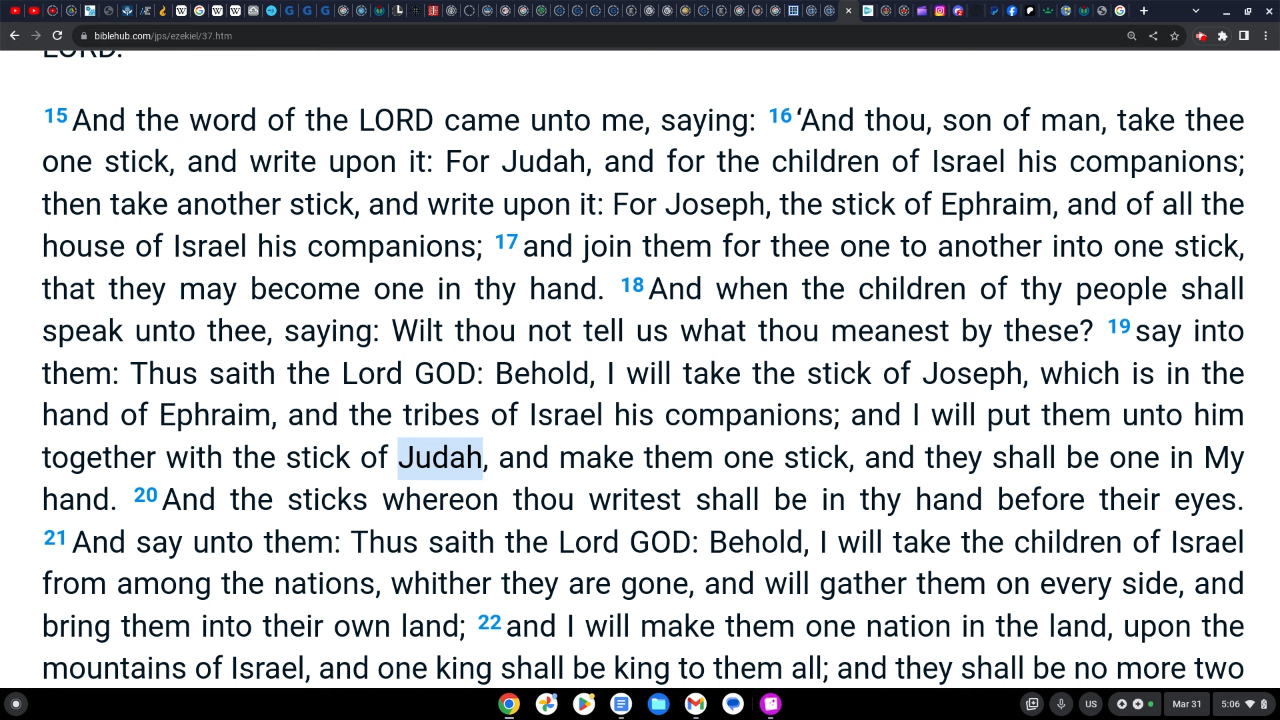 biblehub.com/jps/ezekiel/37.htm
LORD.
15 And the word of the LORD came unto me, saying: 16 ‘And thou, son of man, take thee
one stick, and write upon it: For Judah, and for the children of Israel his companions;
then take another stick, and write upon it: For Joseph, the stick of Ephraim, and of all the
house of Israel his companions; 17 and join them for thee one to another into one stick,
that they may become one in thy hand. 18 And when the children of thy people shall
speak unto thee, saying: Wilt thou not tell us what thou meanest by these? 19 say into
them: Thus saith the Lord GOD: Behold, I will take the stick of Joseph, which is in the
hand of Ephraim, and the tribes of Israel his companions; and I will put them unto him
together with the stick of Judah, and make them one stick, and they shall be one in My
hand. 20 And the sticks whereon thou writest shall be in thy hand before their eyes.
21 And say unto them: Thus saith the Lord GOD: Behold, I will take the children of Israel
from among the nations, whither they are gone, and will gather them on every side, and
bring them into their own land; 22 and I will make them one nation in the land, upon the
mountains of Israel, and one king shall be king to them all; and they shall be no more two
US Mar 31 5:06